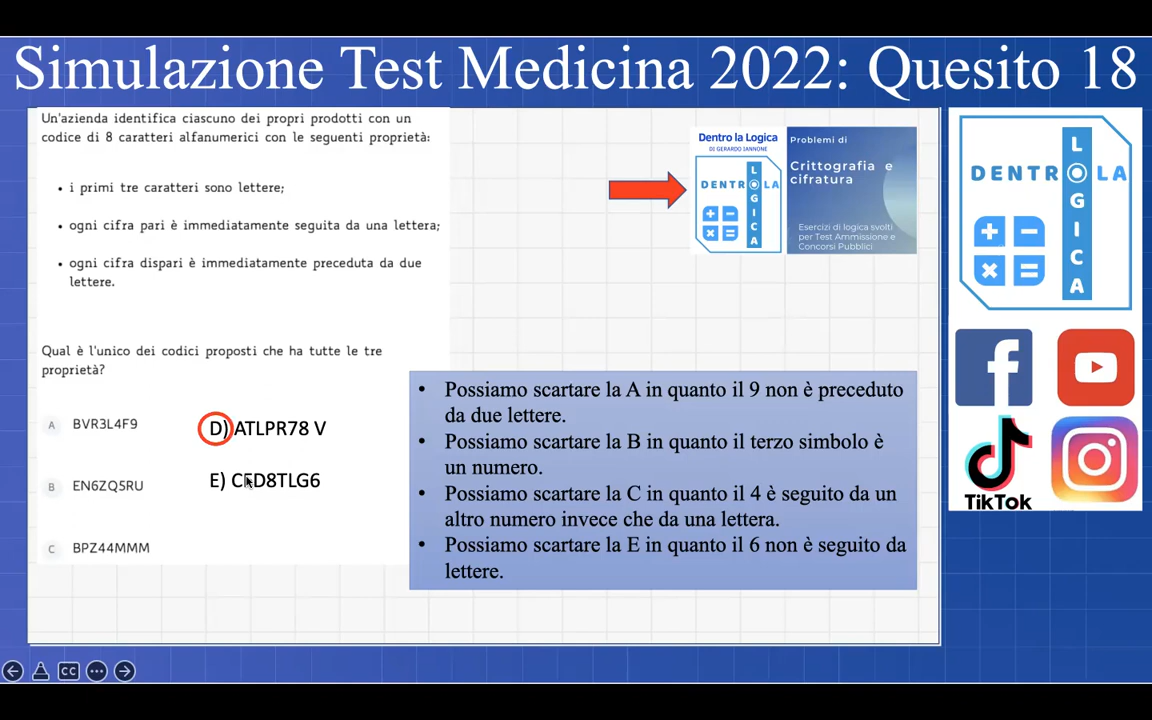 Simulazione Test Medicina 2022: Quesito 18
Un'azienda identifica ciascuno dei propri prodotti con un
codice di 8 caratteri alfanumerici con le seguenti proprietà:
• i primi tre caratteri sono lettere;
• ogni cifra pari è immediatamente seguita da una lettera;
• ogni cifra dispari è immediatamente preceduta da due
lettere.
Qual è l'unico dei codici proposti che ha tutte le tre
proprietà?
A BVR3L4F9
B EN6ZQ5RU
C BPZ44MMM
D) ATLPR78 V
E) CFD8TLG6
Dentro la Logica
DI GERARDO IANNONE
DENTRO LA
LOGICA
Problemi di
Crittografia e
cifratura
Esercizi di logica svolti
per Test Ammissione e
Concorsi Pubblici
• Possiamo scartare la A in quanto il 9 non è preceduto
da due lettere.
• Possiamo scartare la B in quanto il terzo simbolo è
un numero.
• Possiamo scartare la C in quanto il 4 è seguito da un
altro numero invece che da una lettera.
• Possiamo scartare la E in quanto il 6 non è seguito da
lettere.
DENTRO LA
LOGICA
TikTok
CC